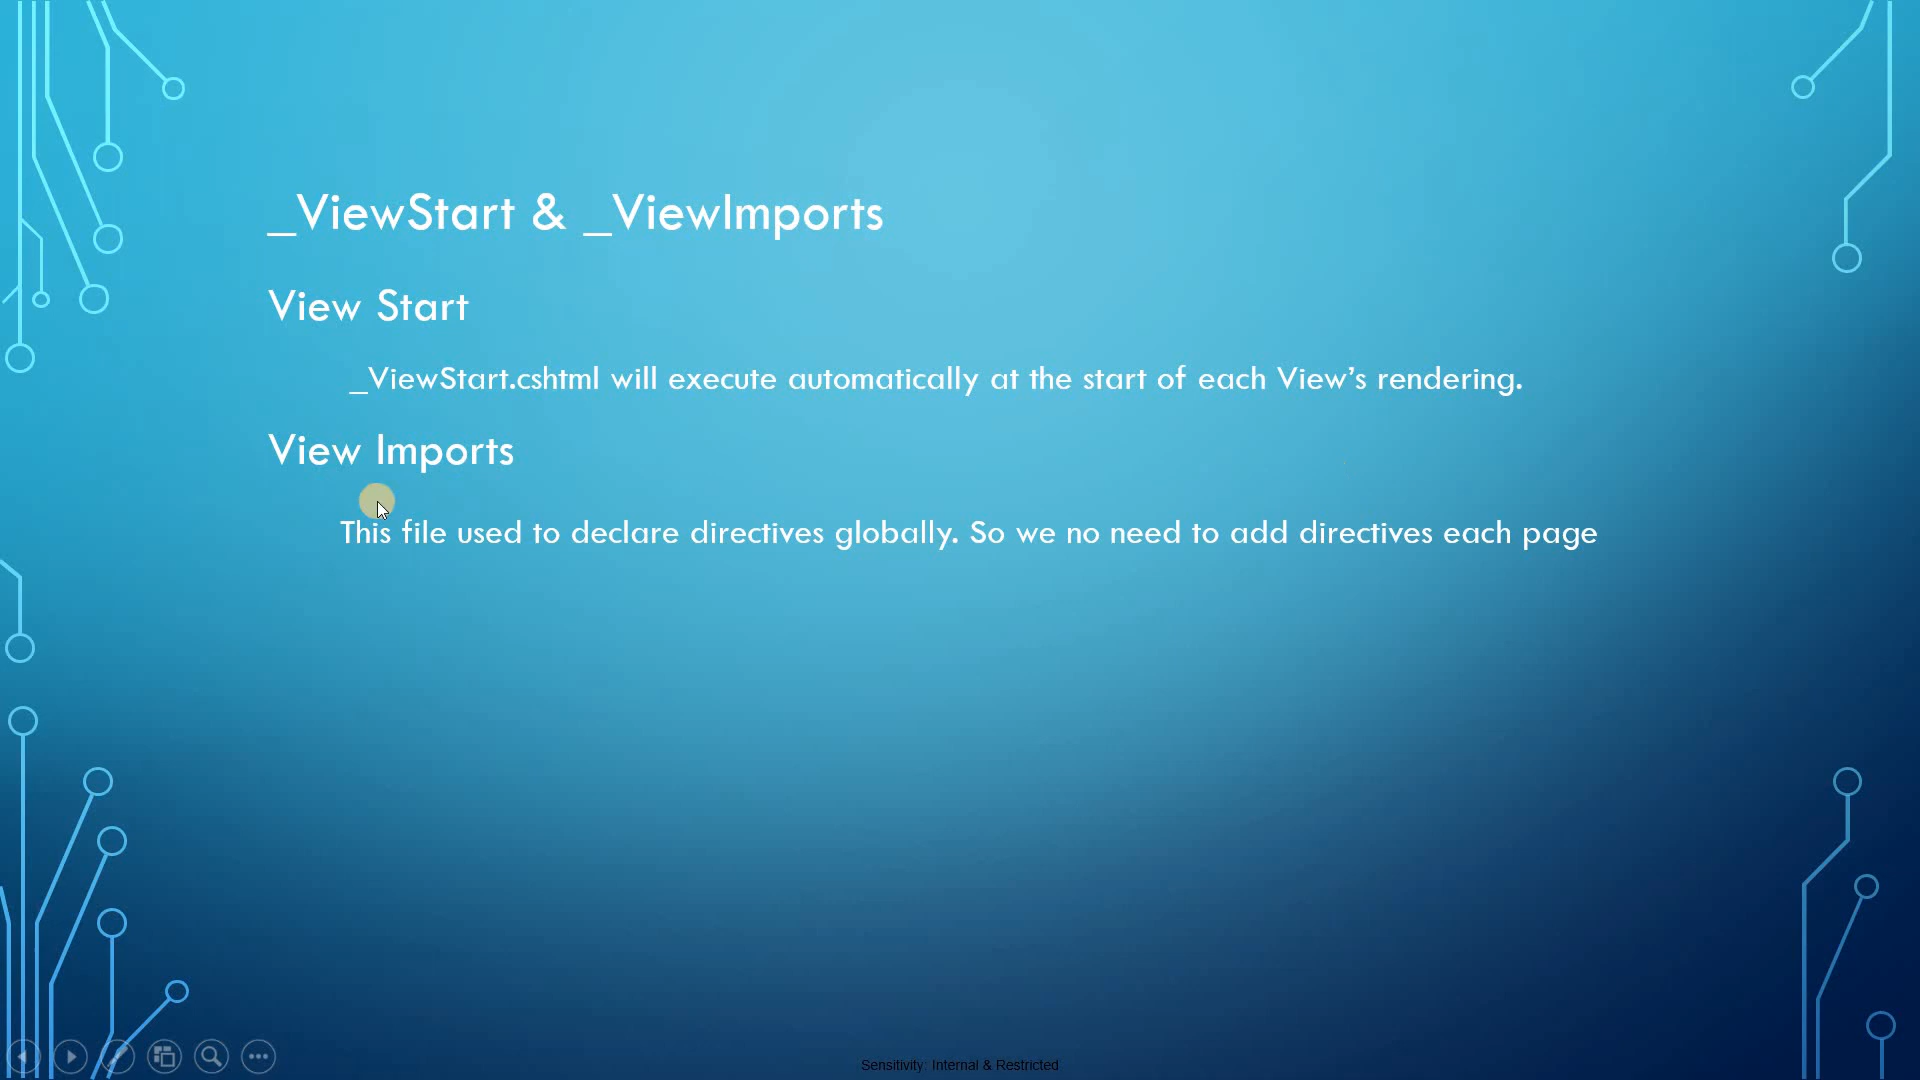 _ViewStart & _ViewImports
View Start
_ViewStart.cshtml will execute automatically at the start of each View’s rendering.
View Imports
This file used to declare directives globally. So we no need to add directives each page
Sensitivity: Internal & Restricted